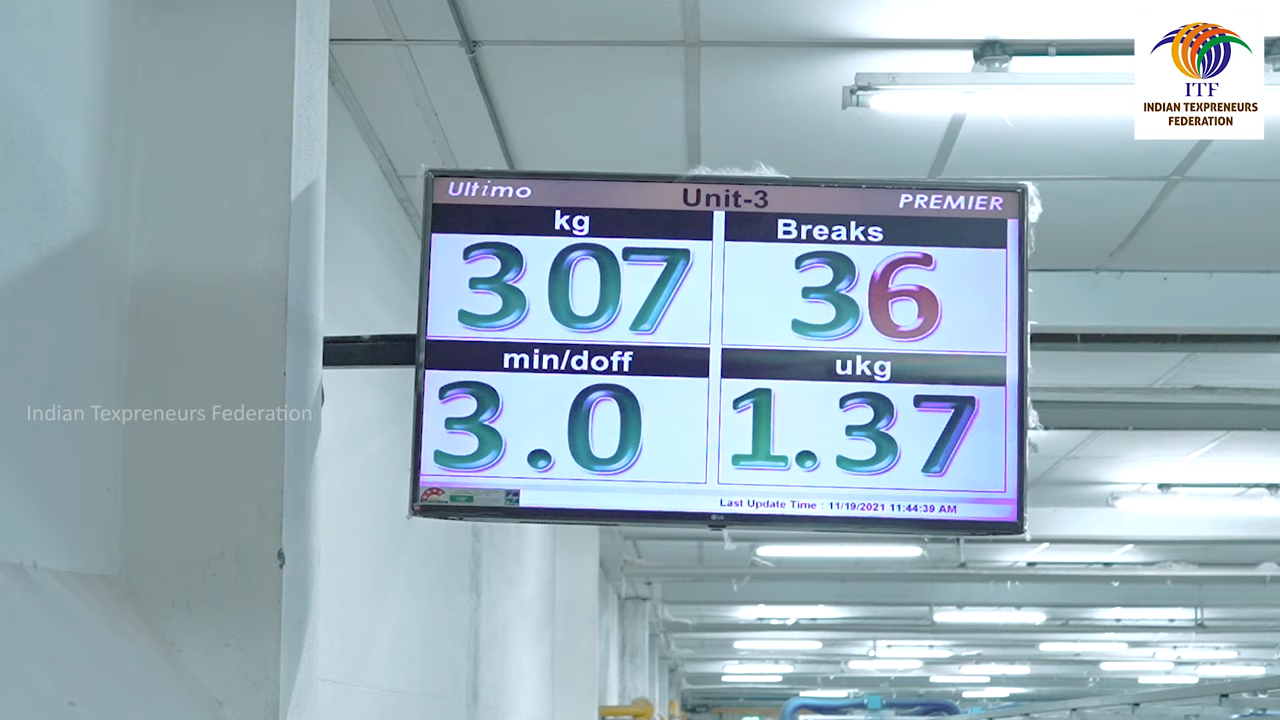 ITF
INDIAN TEXPRENEURS
FEDERATION
Ultimo
Unit-3
PREMIER
kg
Breaks
307
36
min/doff
ukg
3.0
1.37
Last Update Time : 11/19/2021 11:44:39 AM
LG
Indian Texpreneurs Federation